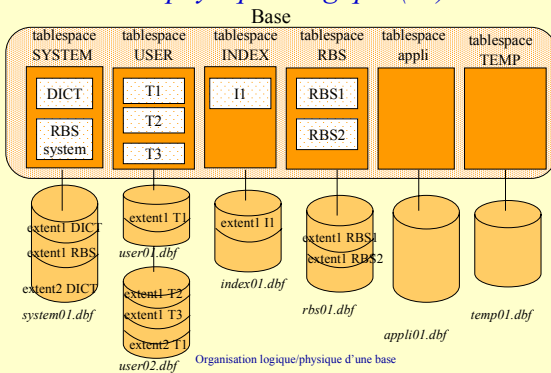 Base
tablespace
SYSTEM
tablespace
USER
tablespace
INDEX
tablespace
RBS
tablespace
appli
tablespace
TEMP
DICT
RBS
system
T1
T2
T3
I1
RBS1
RBS2
extent1 DICT
extent1 RBS
extent2 DICT
system01.dbf
extent1 T1
user01.dbf
extent1 T2
extent1 T3
extent2 T1
user02.dbf
extent1 I1
index01.dbf
extent1 RBS1
extent1 RBS2
rbs01.dbf
appli01.dbf
temp01.dbf
Organisation logique/physique d'une base